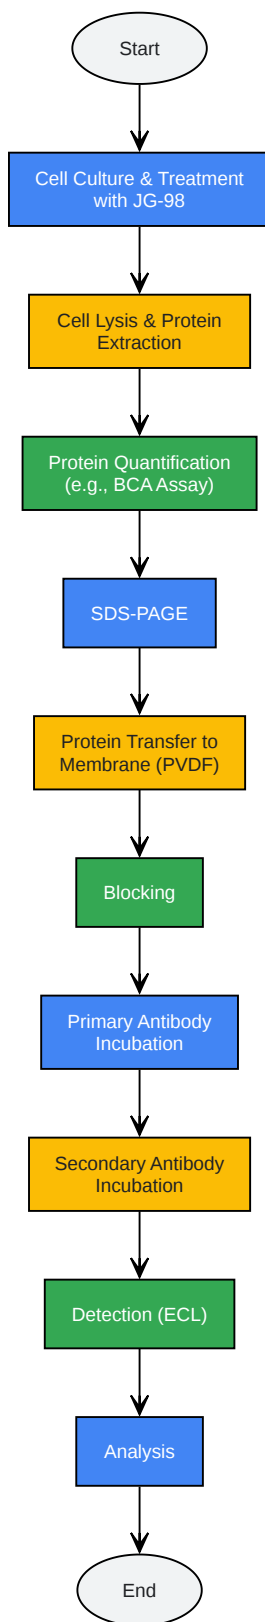 Start
Cell Culture & Treatment
with JG-98
Cell Lysis & Protein
Extraction
Protein Quantification
(e.g., BCA Assay)
SDS-PAGE
Protein Transfer to
Membrane (PVDF)
Blocking
Primary Antibody
Incubation
Secondary Antibody
Incubation
Detection (ECL)
Analysis
End